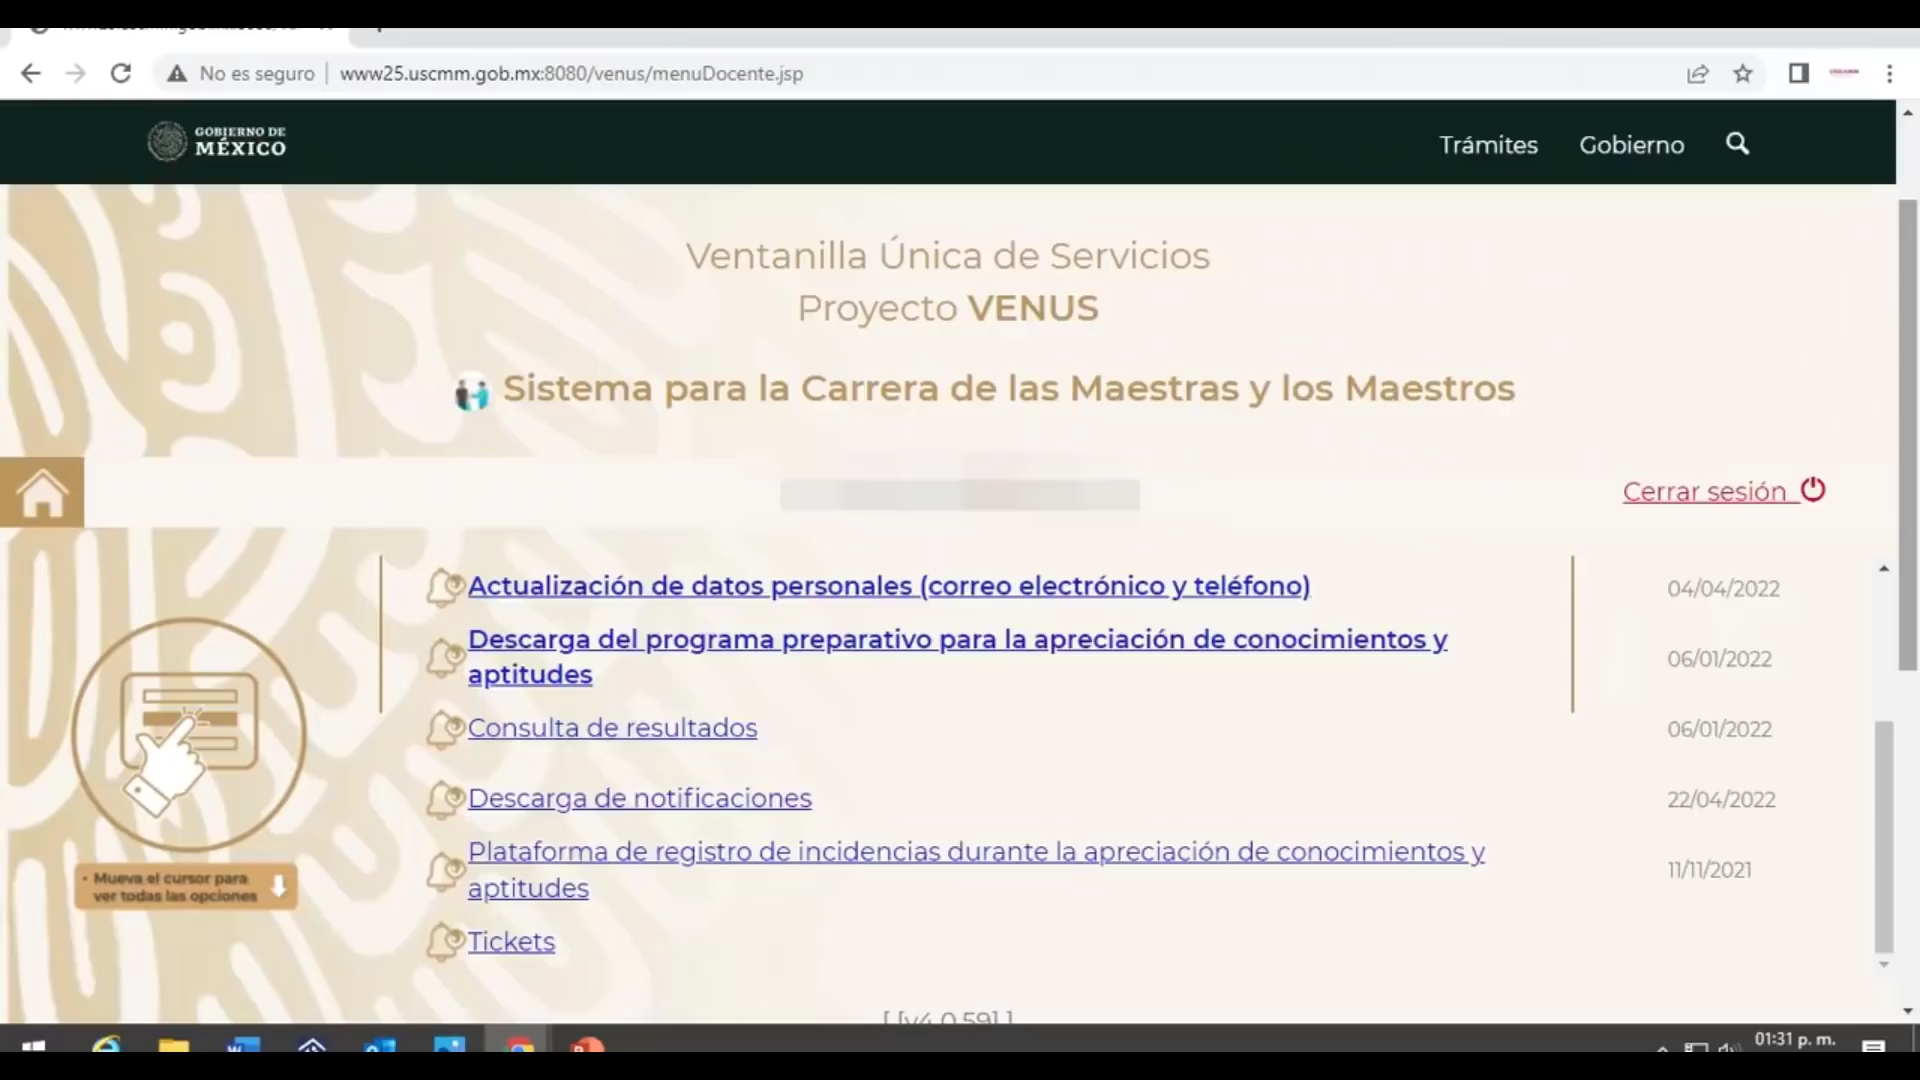 No es seguro
www25.uscmm.gob.mx:8080/venus/menuDocente.jsp
GOBIERNO DE
MÉXICO
Trámites
Gobierno
Ventanilla Única de Servicios
Proyecto VENUS
Sistema para la Carrera de las Maestras y los Maestros
Cerrar sesión
Actualización de datos personales (correo electrónico y teléfono)
04/04/2022
Descarga del programa preparativo para la apreciación de conocimientos y
aptitudes
06/01/2022
Consulta de resultados
06/01/2022
Descarga de notificaciones
22/04/2022
Plataforma de registro de incidencias durante la apreciación de conocimientos y
aptitudes
11/11/2021
Tickets
• Mueva el cursor para
ver todas las opciones
[ [v4.0.59] ]
01:31 p. m.